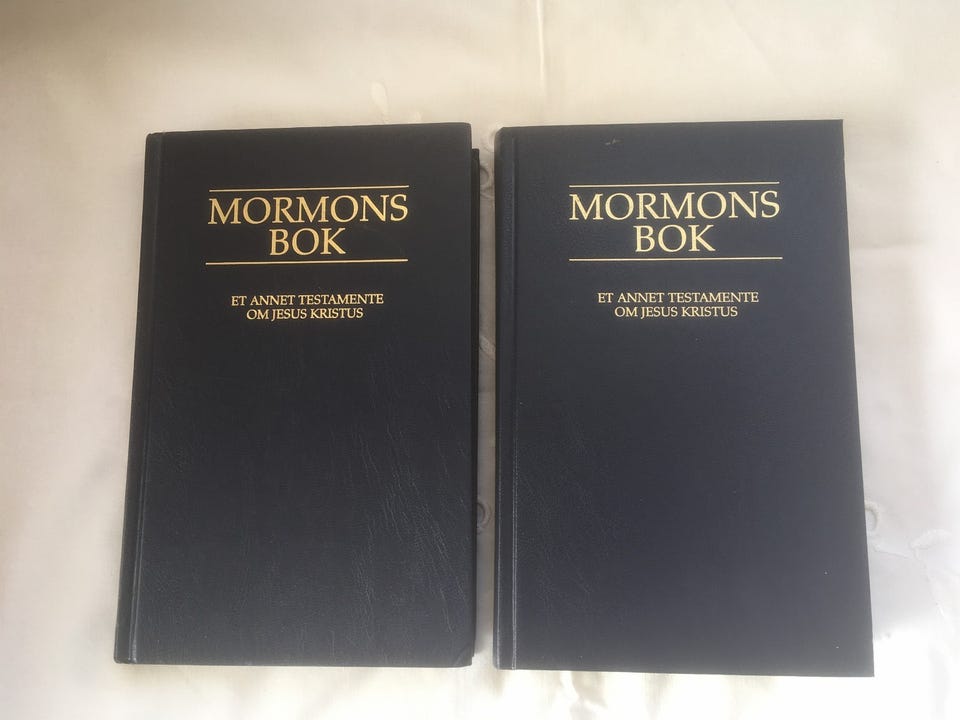 MORMONS
BOK
ET ANNET TESTAMENTE
OM JESUS KRISTUS
MORMONS
BOK
ET ANNET TESTAMENTE
OM JESUS KRISTUS